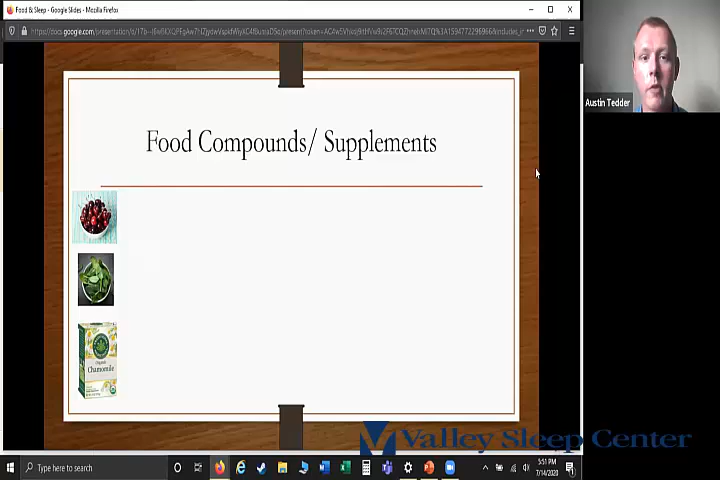 Food & Sleep - Google Slides - Mozilla Firefox
Austin Tedder
Food Compounds/ Supplements
Organic
Chamomile
Valley Sleep Center
Type here to search
5:51 PM
7/14/2020